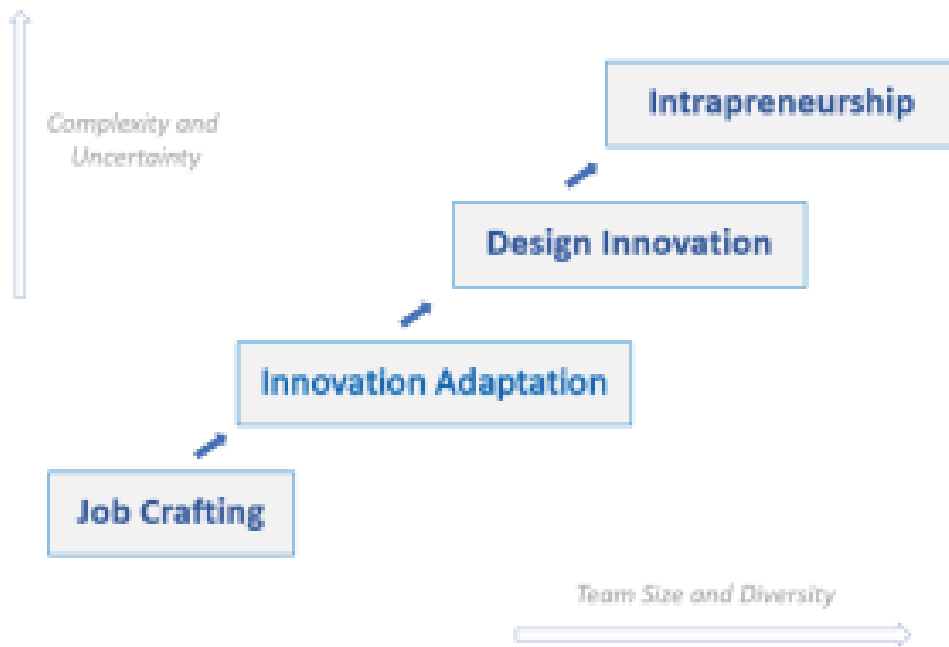 Intrapreneurship
Complexity and
Uncertainty
Design Innovation
Innovation Adaptation
Job Crafting
Team Size and Diversity